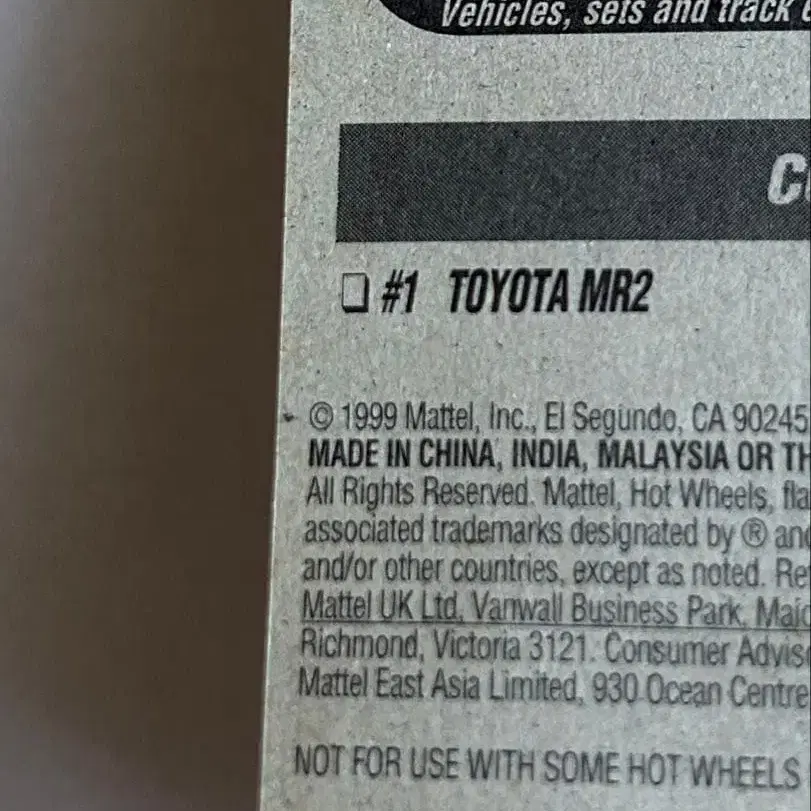 Vehicles, sets and track
#1 TOYOTA MR2
© 1999 Mattel, Inc., El Segundo, CA 90245
MADE IN CHINA, INDIA, MALAYSIA OR
All Rights Reserved. Mattel, Hot Wheels,
associated trademarks designated by ®
and/or other countries, except as noted.
Mattel UK Ltd, Vanwall Business Park,
Richmond, Victoria 3121. Consumer
Mattel East Asia Limited, 930 Ocean Centre
NOT FOR USE WITH SOME HOT WHEELS